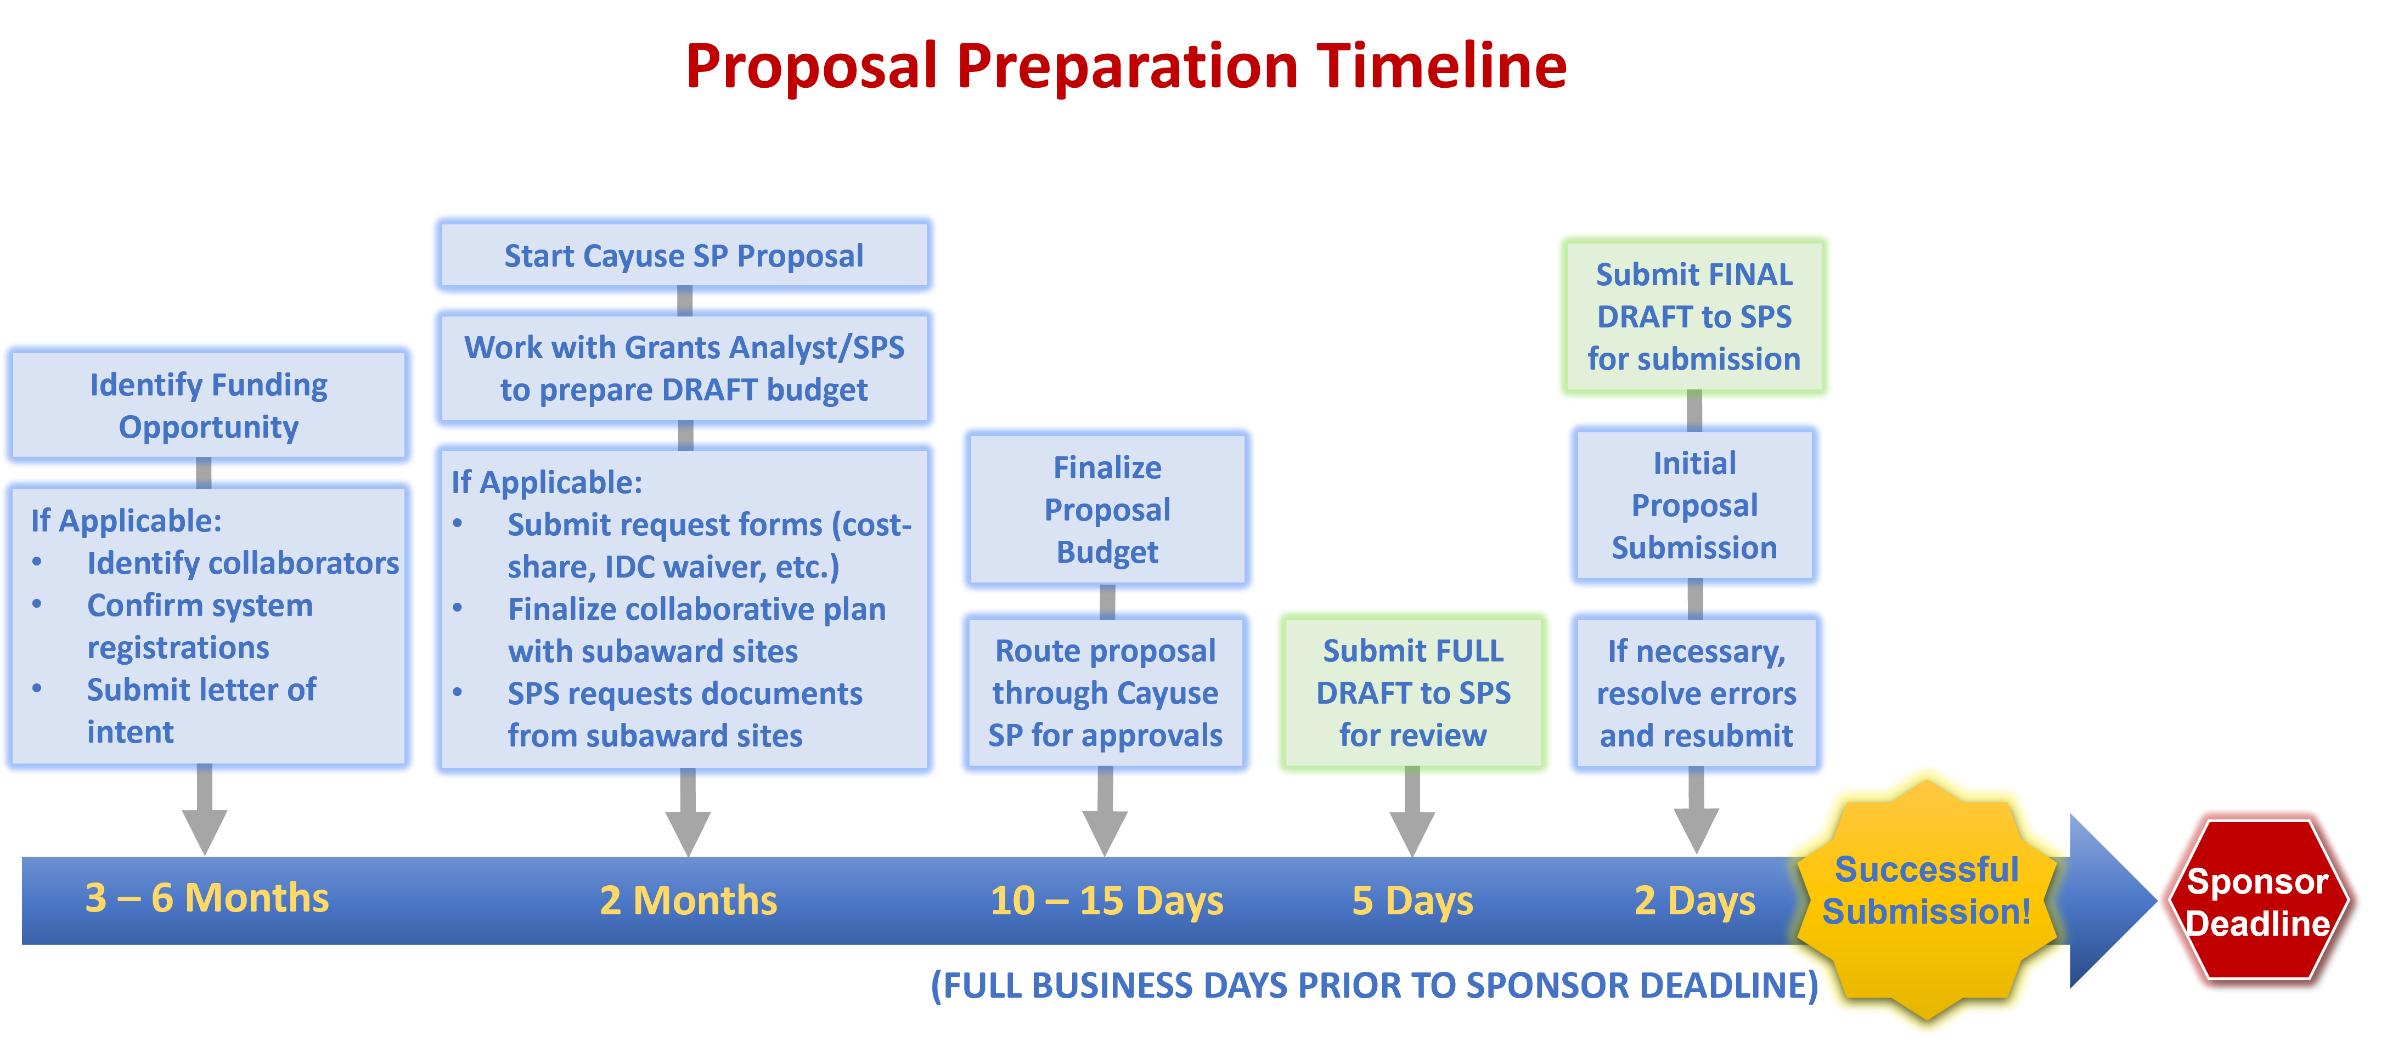 Proposal Preparation Timeline
Identify Funding
Opportunity
If Applicable:
• Identify collaborators
• Confirm system
registrations
• Submit letter of
intent
Start Cayuse SP Proposal
Work with Grants Analyst/SPS
to prepare DRAFT budget
If Applicable:
• Submit request forms (cost-
share, IDC waiver, etc.)
• Finalize collaborative plan
with subaward sites
• SPS requests documents
from subaward sites
Finalize
Proposal
Budget
Route proposal
through Cayuse
SP for approvals
Submit FULL
DRAFT to SPS
for review
Submit FINAL
DRAFT to SPS
for submission
Initial
Proposal
Submission
If necessary,
resolve errors
and resubmit
3 – 6 Months
2 Months
10 – 15 Days
5 Days
2 Days
Successful
Submission!
Sponsor
Deadline
(FULL BUSINESS DAYS PRIOR TO SPONSOR DEADLINE)